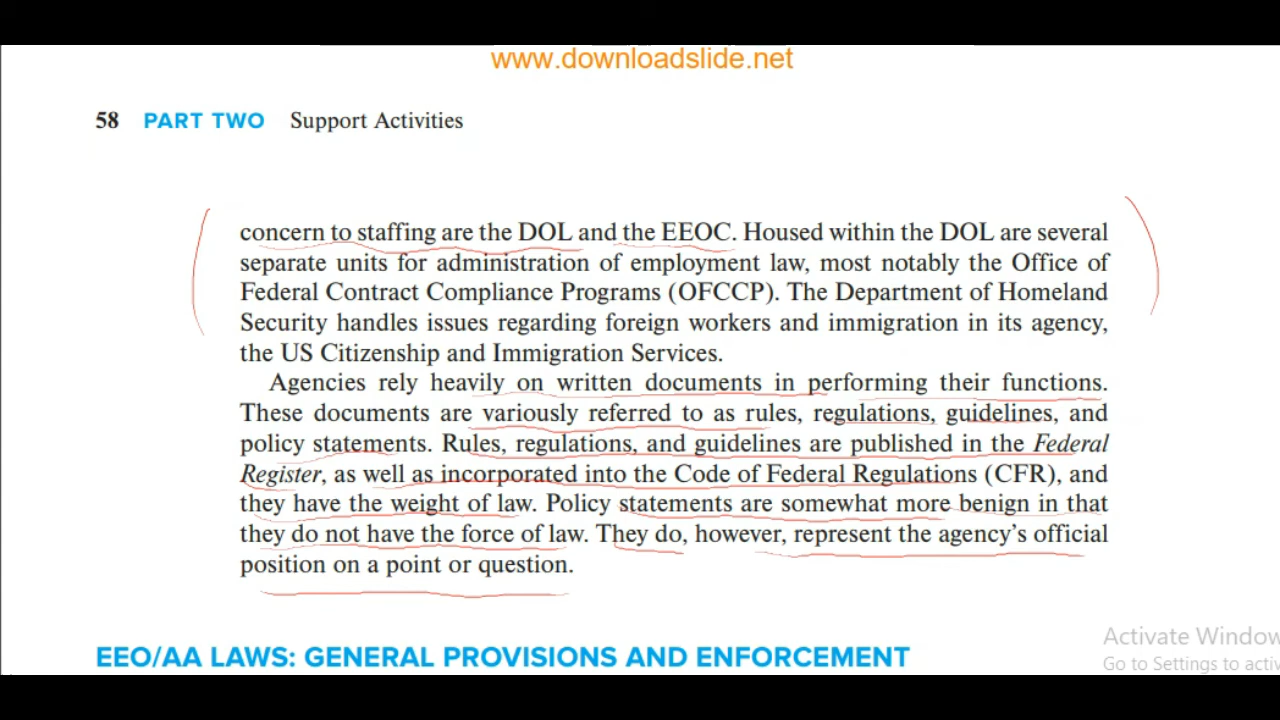 www.downloadslide.net
58 PART TWO Support Activities
concern to staffing are the DOL and the EEOC. Housed within the DOL are several
separate units for administration of employment law, most notably the Office of
Federal Contract Compliance Programs (OFCCP). The Department of Homeland
Security handles issues regarding foreign workers and immigration in its agency,
the US Citizenship and Immigration Services.
Agencies rely heavily on written documents in performing their functions.
These documents are variously referred to as rules, regulations, guidelines, and
policy statements. Rules, regulations, and guidelines are published in the Federal
Register, as well as incorporated into the Code of Federal Regulations (CFR), and
they have the weight of law. Policy statements are somewhat more benign in that
they do not have the force of law. They do, however, represent the agency's official
position on a point or question.
EEO/AA LAWS: GENERAL PROVISIONS AND ENFORCEMENT
Activate Window
Go to Settings to activ